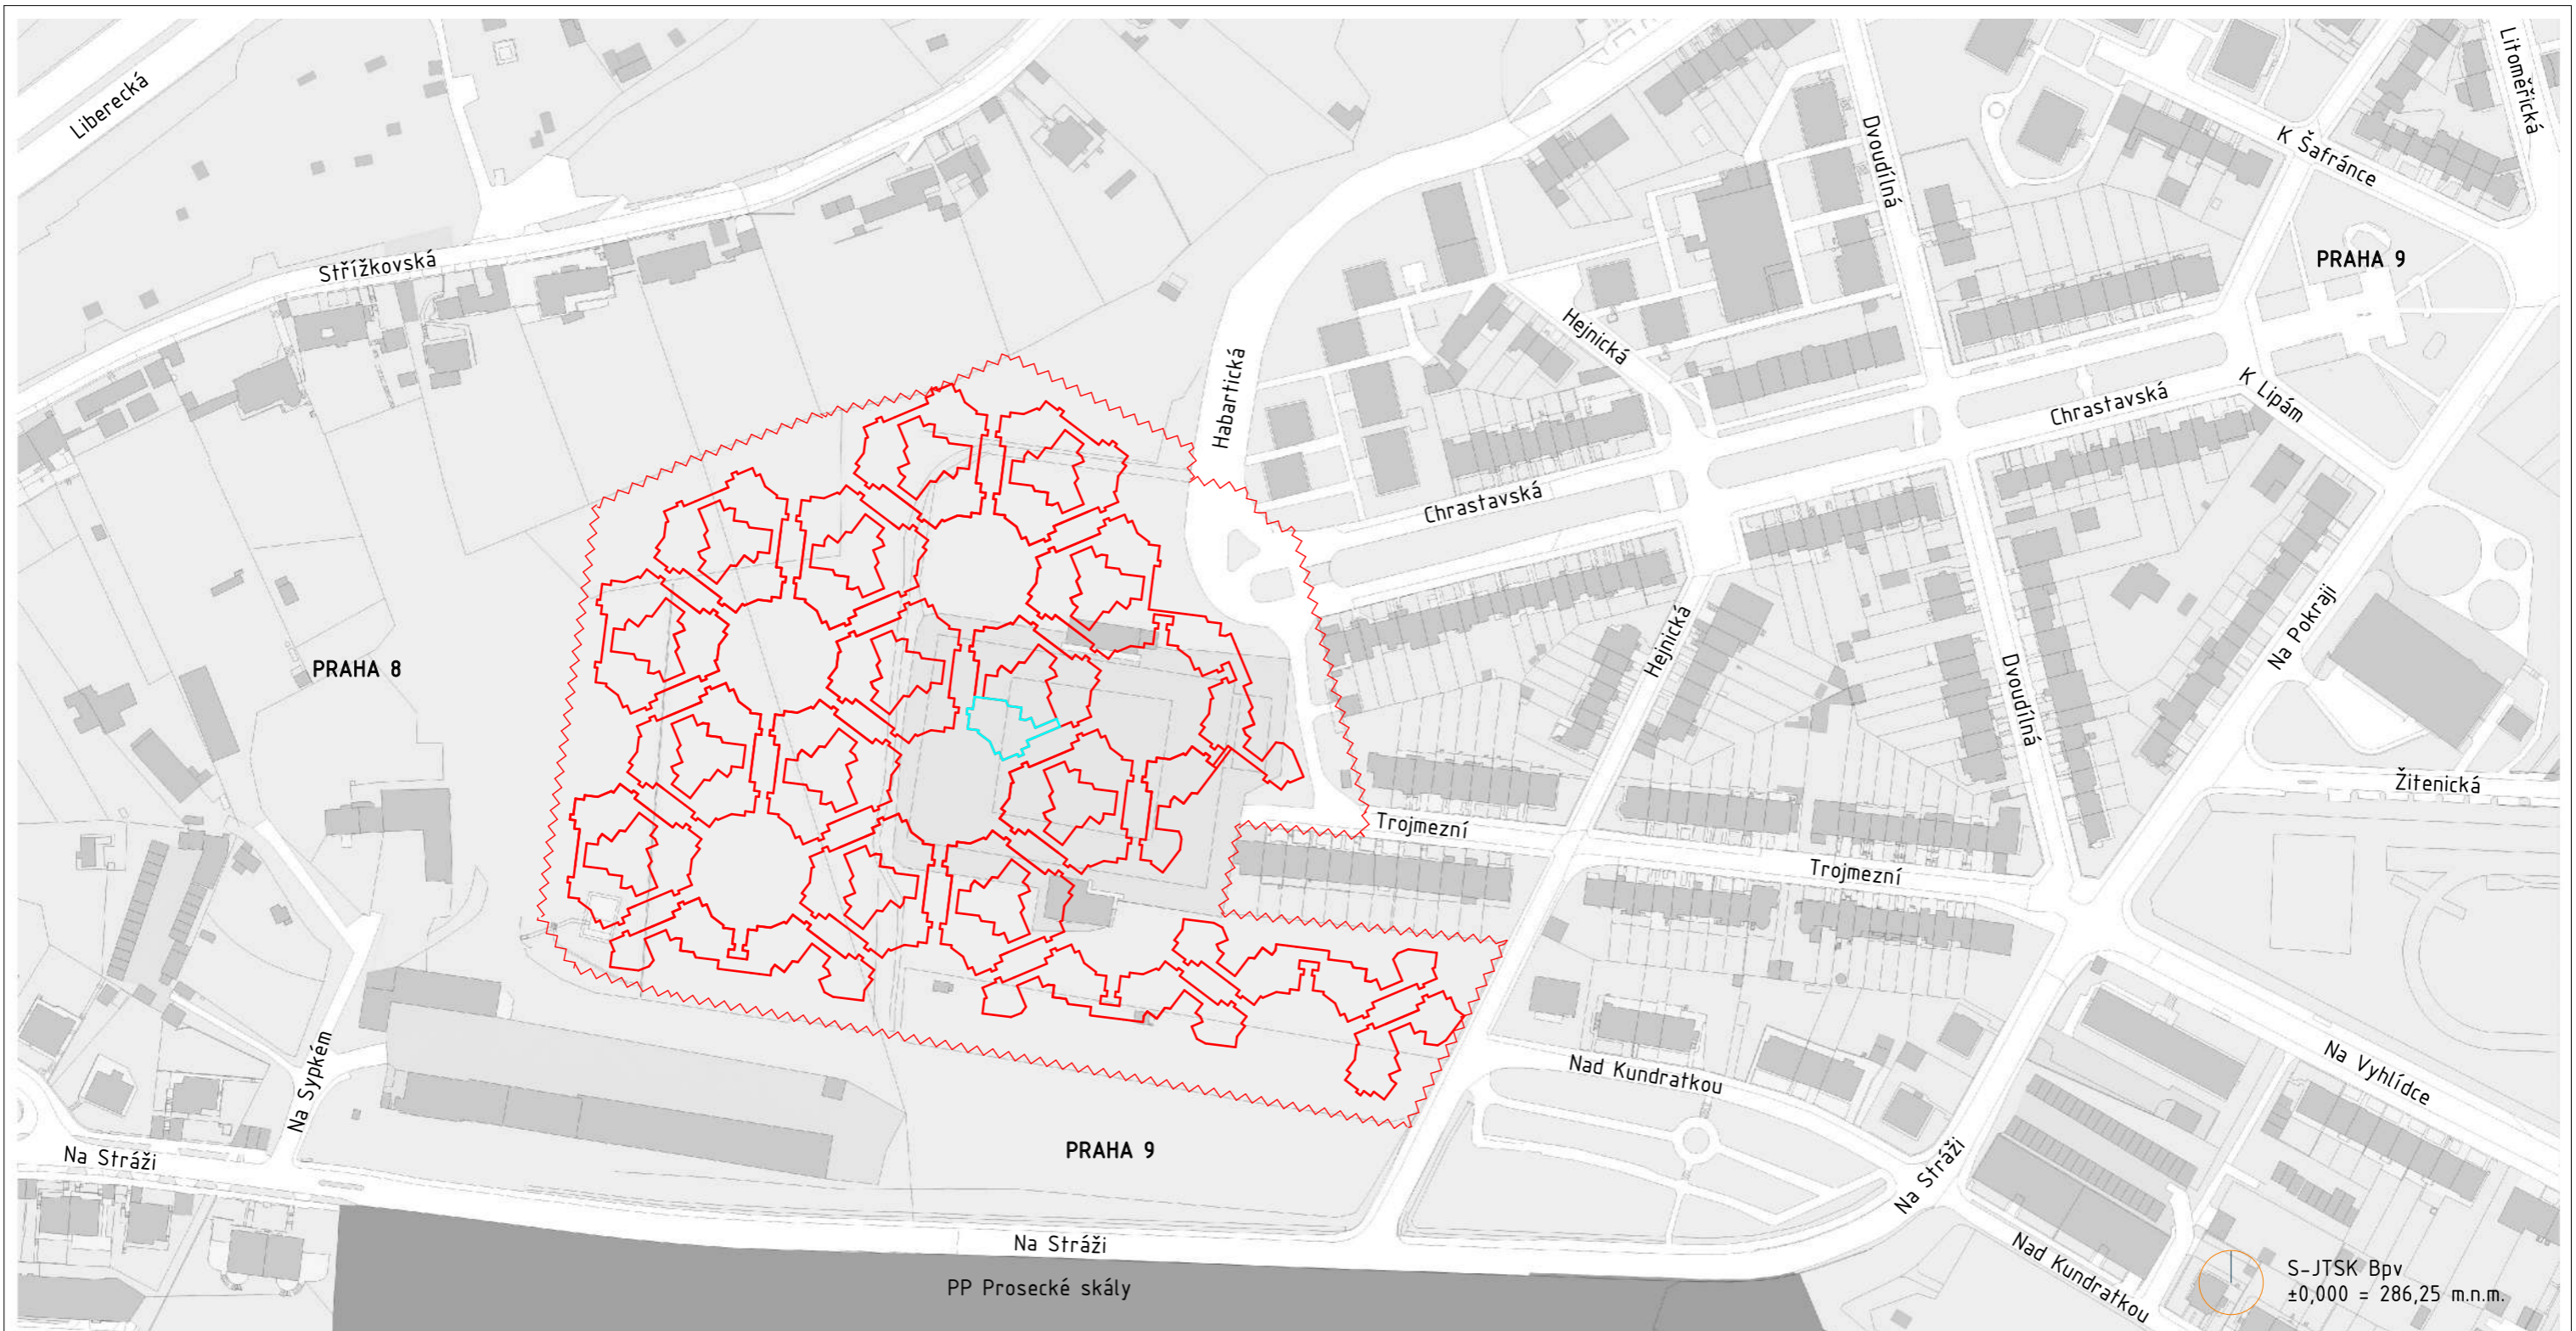 Liberecká
Litoměřická
K Šafránce
Dvoudílná
PRAHA 9
Střížkovská
Hejnická
Habartická
K Lipám
Chrastavská
Chrastavská
Na Pokraji
Hejnická
PRAHA 8
Dvoudílná
Žitenická
Trojmezní
Trojmezní
Na Sypkém
Nad Kundratkou
Na Vyhlídce
Na Stráži
PRAHA 9
Na Stráži
Na Stráži
Nad Kundratkou
PP Prosecké skály
S-JTSK Bpv
±0,000 = 286,25 m.n.m.